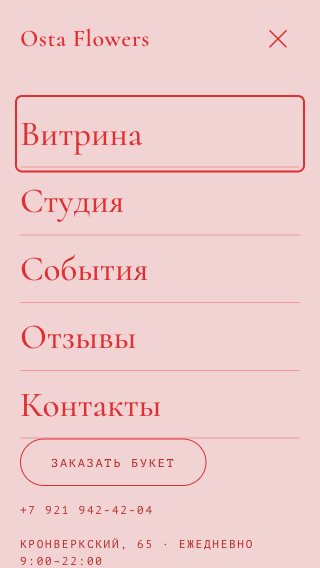 Osta Flowers
Витрина
Студия
События
Отзывы
Контакты
ЗАКАЗАТЬ БУКЕТ
+7 921 942-42-04
КРОНВЕРКСКИЙ, 65 · ЕЖЕДНЕВНО
9:00–22:00